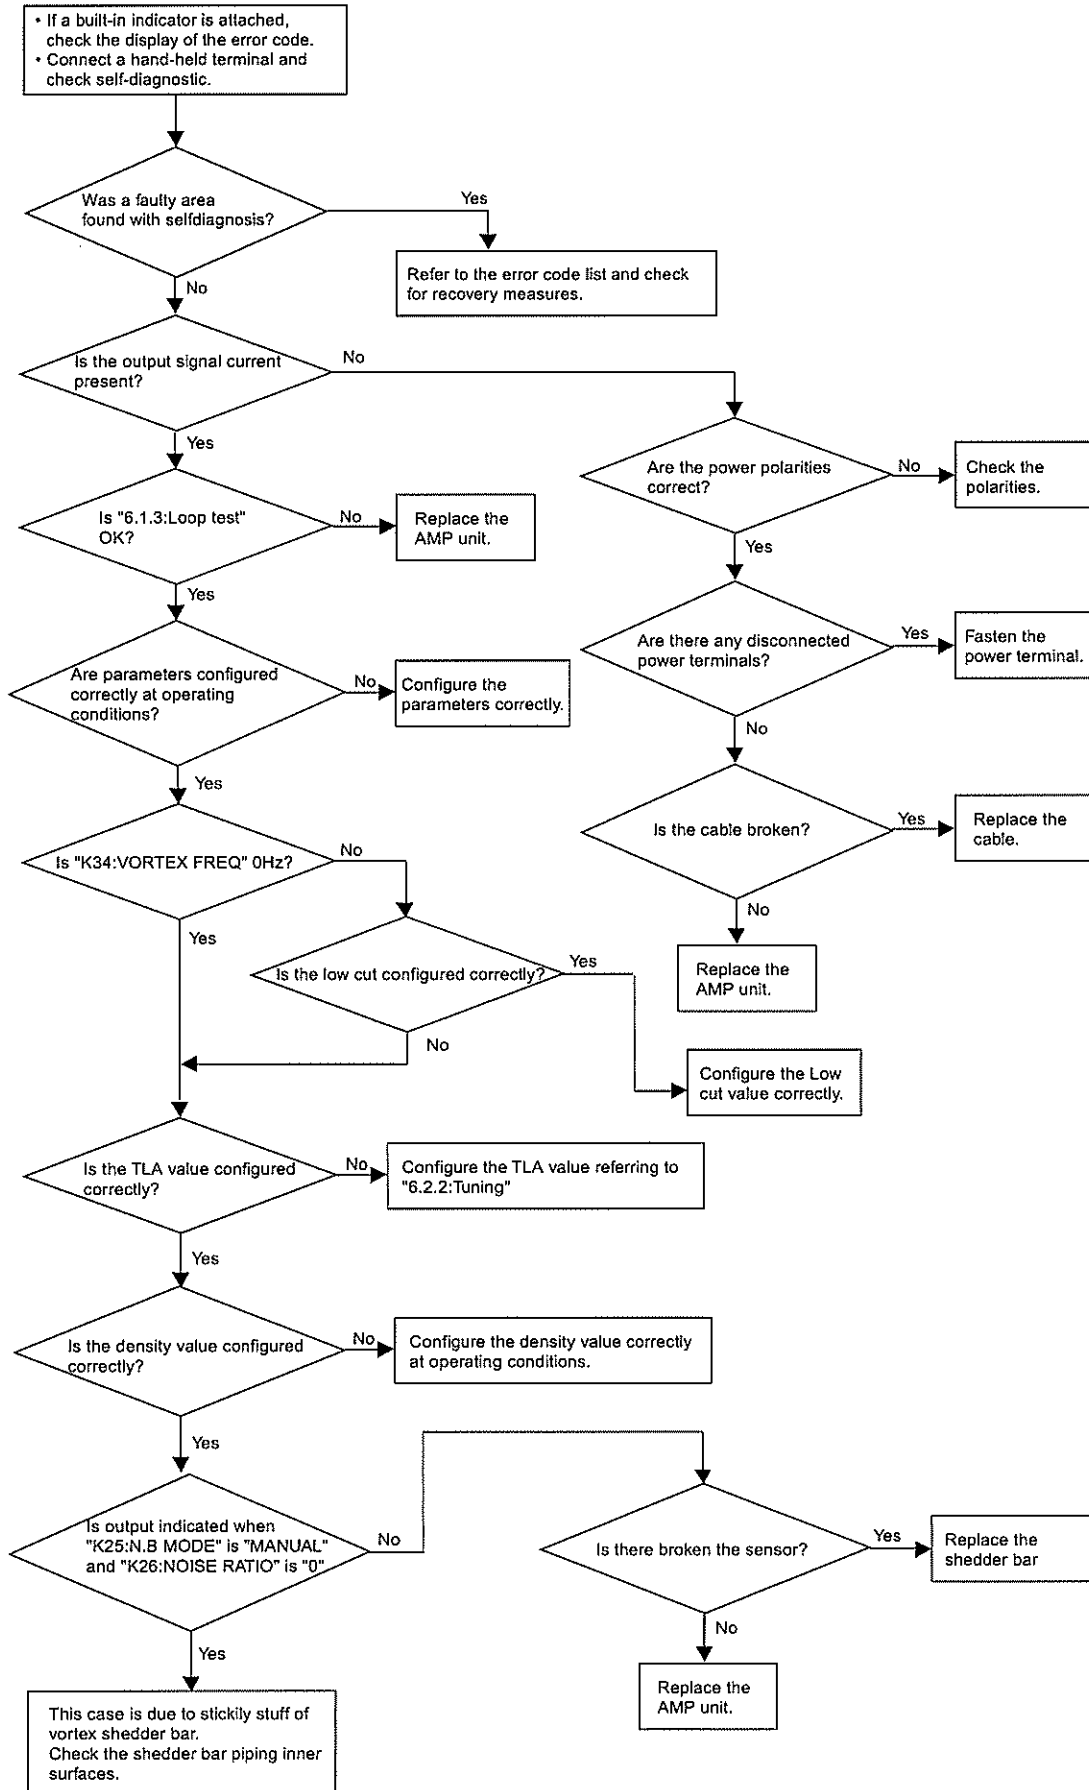 • If a built-in indicator is attached,
check the display of the error code.
• Connect a hand-held terminal and
check self-diagnostic.
Was a faulty area
found with selfdiagnosis?
Yes
Refer to the error code list and check
for recovery measures.
No
Is the output signal current
present?
No
Yes
Are the power polarities
correct?
No
Check the
polarities.
Is "6.1.3:Loop test"
OK?
No
Replace the
AMP unit.
Yes
Yes
Are there any disconnected
power terminals?
Yes
Fasten the
power terminal.
Are parameters configured
correctly at operating
conditions?
No
Configure the
parameters correctly.
No
Yes
Is the cable broken?
Yes
Replace the
cable.
Is "K34:VORTEX FREQ" 0Hz?
No
No
Yes
Replace the
AMP unit.
Is the low cut configured correctly?
Yes
No
Configure the Low
cut value correctly.
Is the TLA value configured
correctly?
No
Configure the TLA value referring to
"6.2.2:Tuning"
Yes
Is the density value configured
correctly?
No
Configure the density value correctly
at operating conditions.
Yes
Is output indicated when
"K25:N.B MODE" is "MANUAL"
and "K26:NOISE RATIO" is "0"
No
Is there broken the sensor?
Yes
Replace the
shedder bar
No
Yes
Replace the
AMP unit.
This case is due to stickily stuff of
vortex shedder bar.
Check the shedder bar piping inner
surfaces.